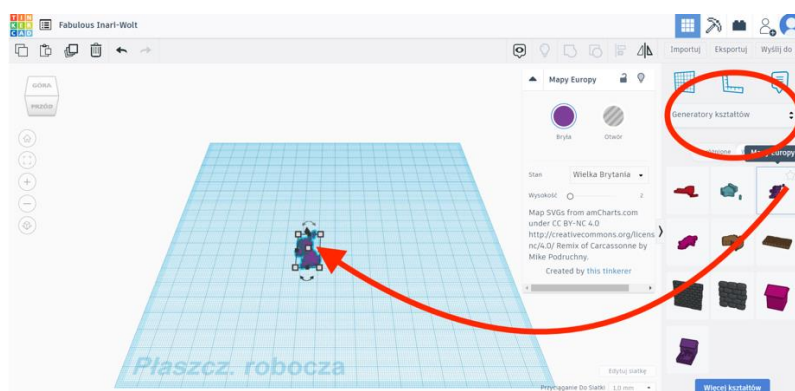 TIN
KER
CAD
Fabulous Inari-Wolt
Importuj Eksportuj Wyślij do
GÓRA
PRZÓD
Mapy Europy
Bryła Otwór
Stan Wielka Brytania
Wysokość 2
Map SVGs from amCharts.com
under CC BY-NC 4.0
http://creativecommons.org/licens
nc/4.0/ Remix of Carcassonne by
Mike Podruchny.
Created by this tinkerer
Generatory kształtów
Mapy Europy
Płaszcz. robocza
Edytuj siatkę
Przyciąganie Do Siatki 1,0 mm
Więcej kształtów